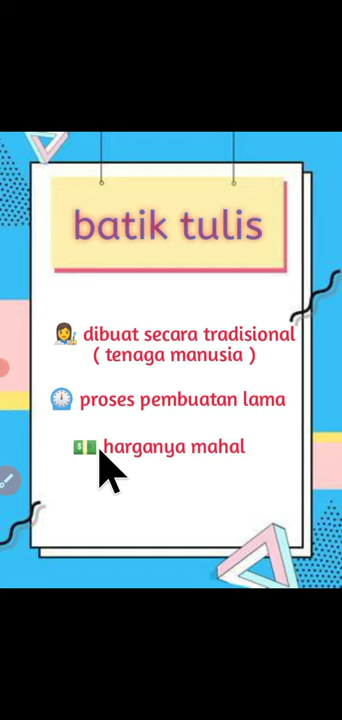 batik tulis
👩‍🎨 dibuat secara tradisional
( tenaga manusia )
⏱️ proses pembuatan lama
💵 harganya mahal